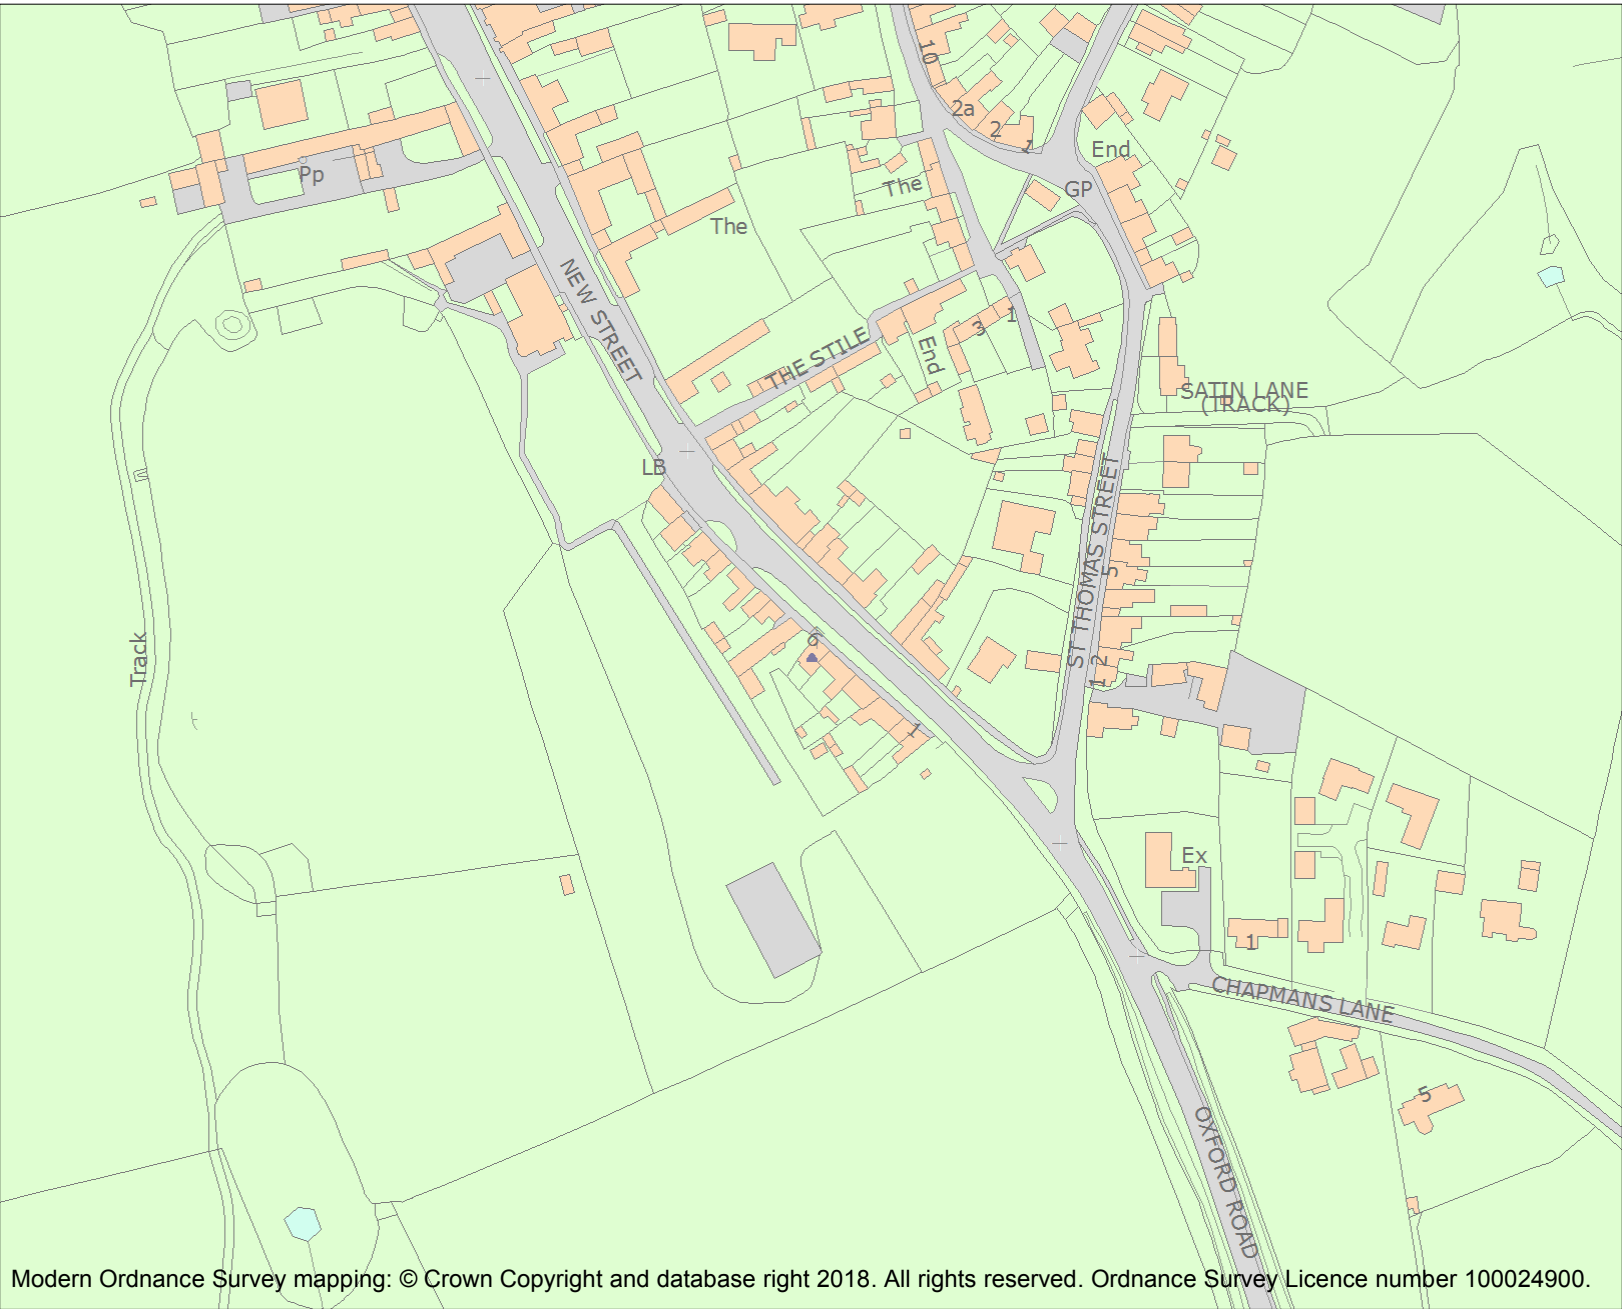 10
2a
2
1
End
Pp
The
GP
The
NEW STREET
1
3
THE STILE
End
SATIN LANE
(TRACK)
LB
ST THOMAS STREET
5
6
Track
2
1
1
Ex
1
CHAPMANS LANE
5
OXFORD ROAD
Modern Ordnance Survey mapping: © Crown Copyright and database right 2018. All rights reserved. Ordnance Survey Licence number 100024900.